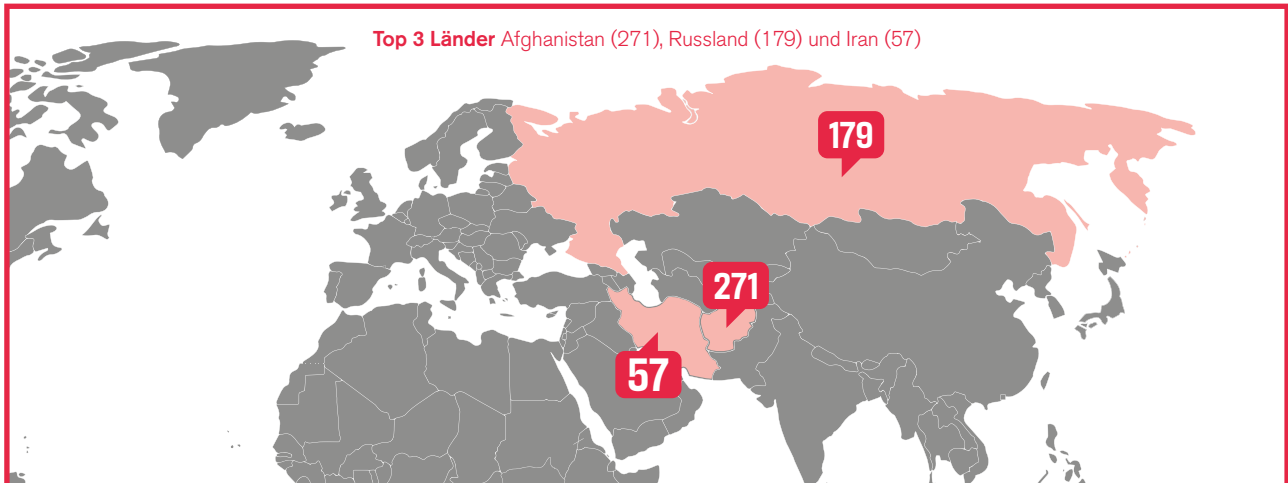 Top 3 Länder Afghanistan (271), Russland (179) und Iran (57)
179
271
57